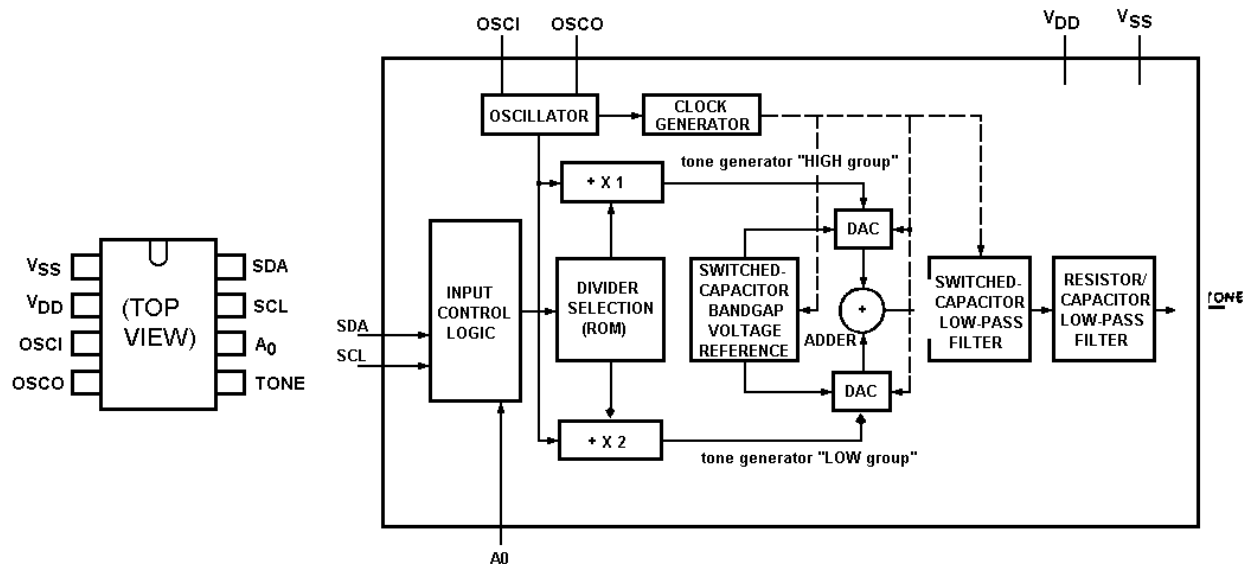 OSCI
OSCO
VDD
VSS
OSCILLATOR
CLOCK
GENERATOR
tone generator "HIGH group"
+ X 1
DAC
VSS
VDD
OSCI
OSCO
(TOP
VIEW)
SDA
SCL
A0
TONE
SDA
SCL
INPUT
CONTROL
LOGIC
DIVIDER
SELECTION
(ROM)
SWITCHED-
CAPACITOR
BANDGAP
VOLTAGE
REFERENCE
+
ADDER
SWITCHED-
CAPACITOR
LOW-PASS
FILTER
RESISTOR/
CAPACITOR
LOW-PASS
FILTER
TONE
DAC
+ X 2
tone generator "LOW group"
A0